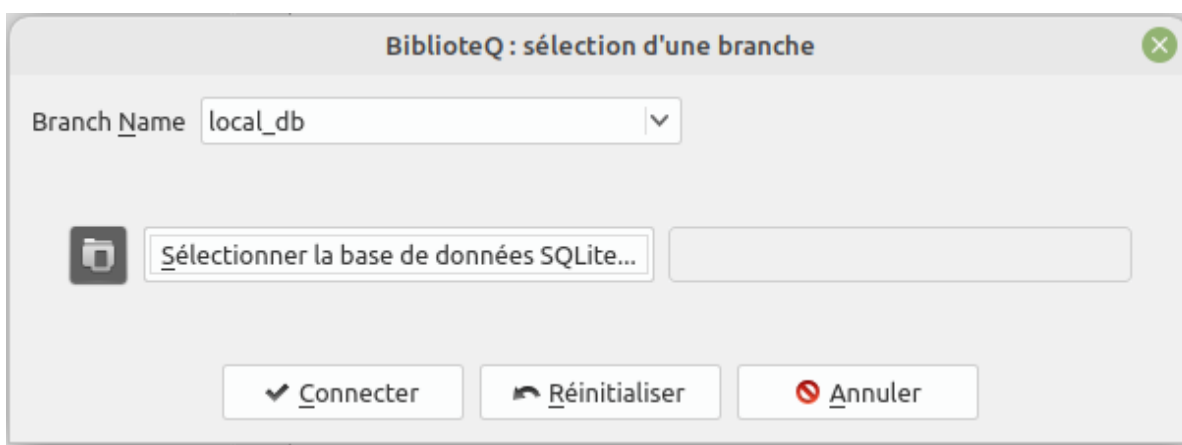 BiblioteQ : sélection d'une branche
Branch Name local_db
Sélectionner la base de données SQLite...
Connecter Réinitialiser Annuler